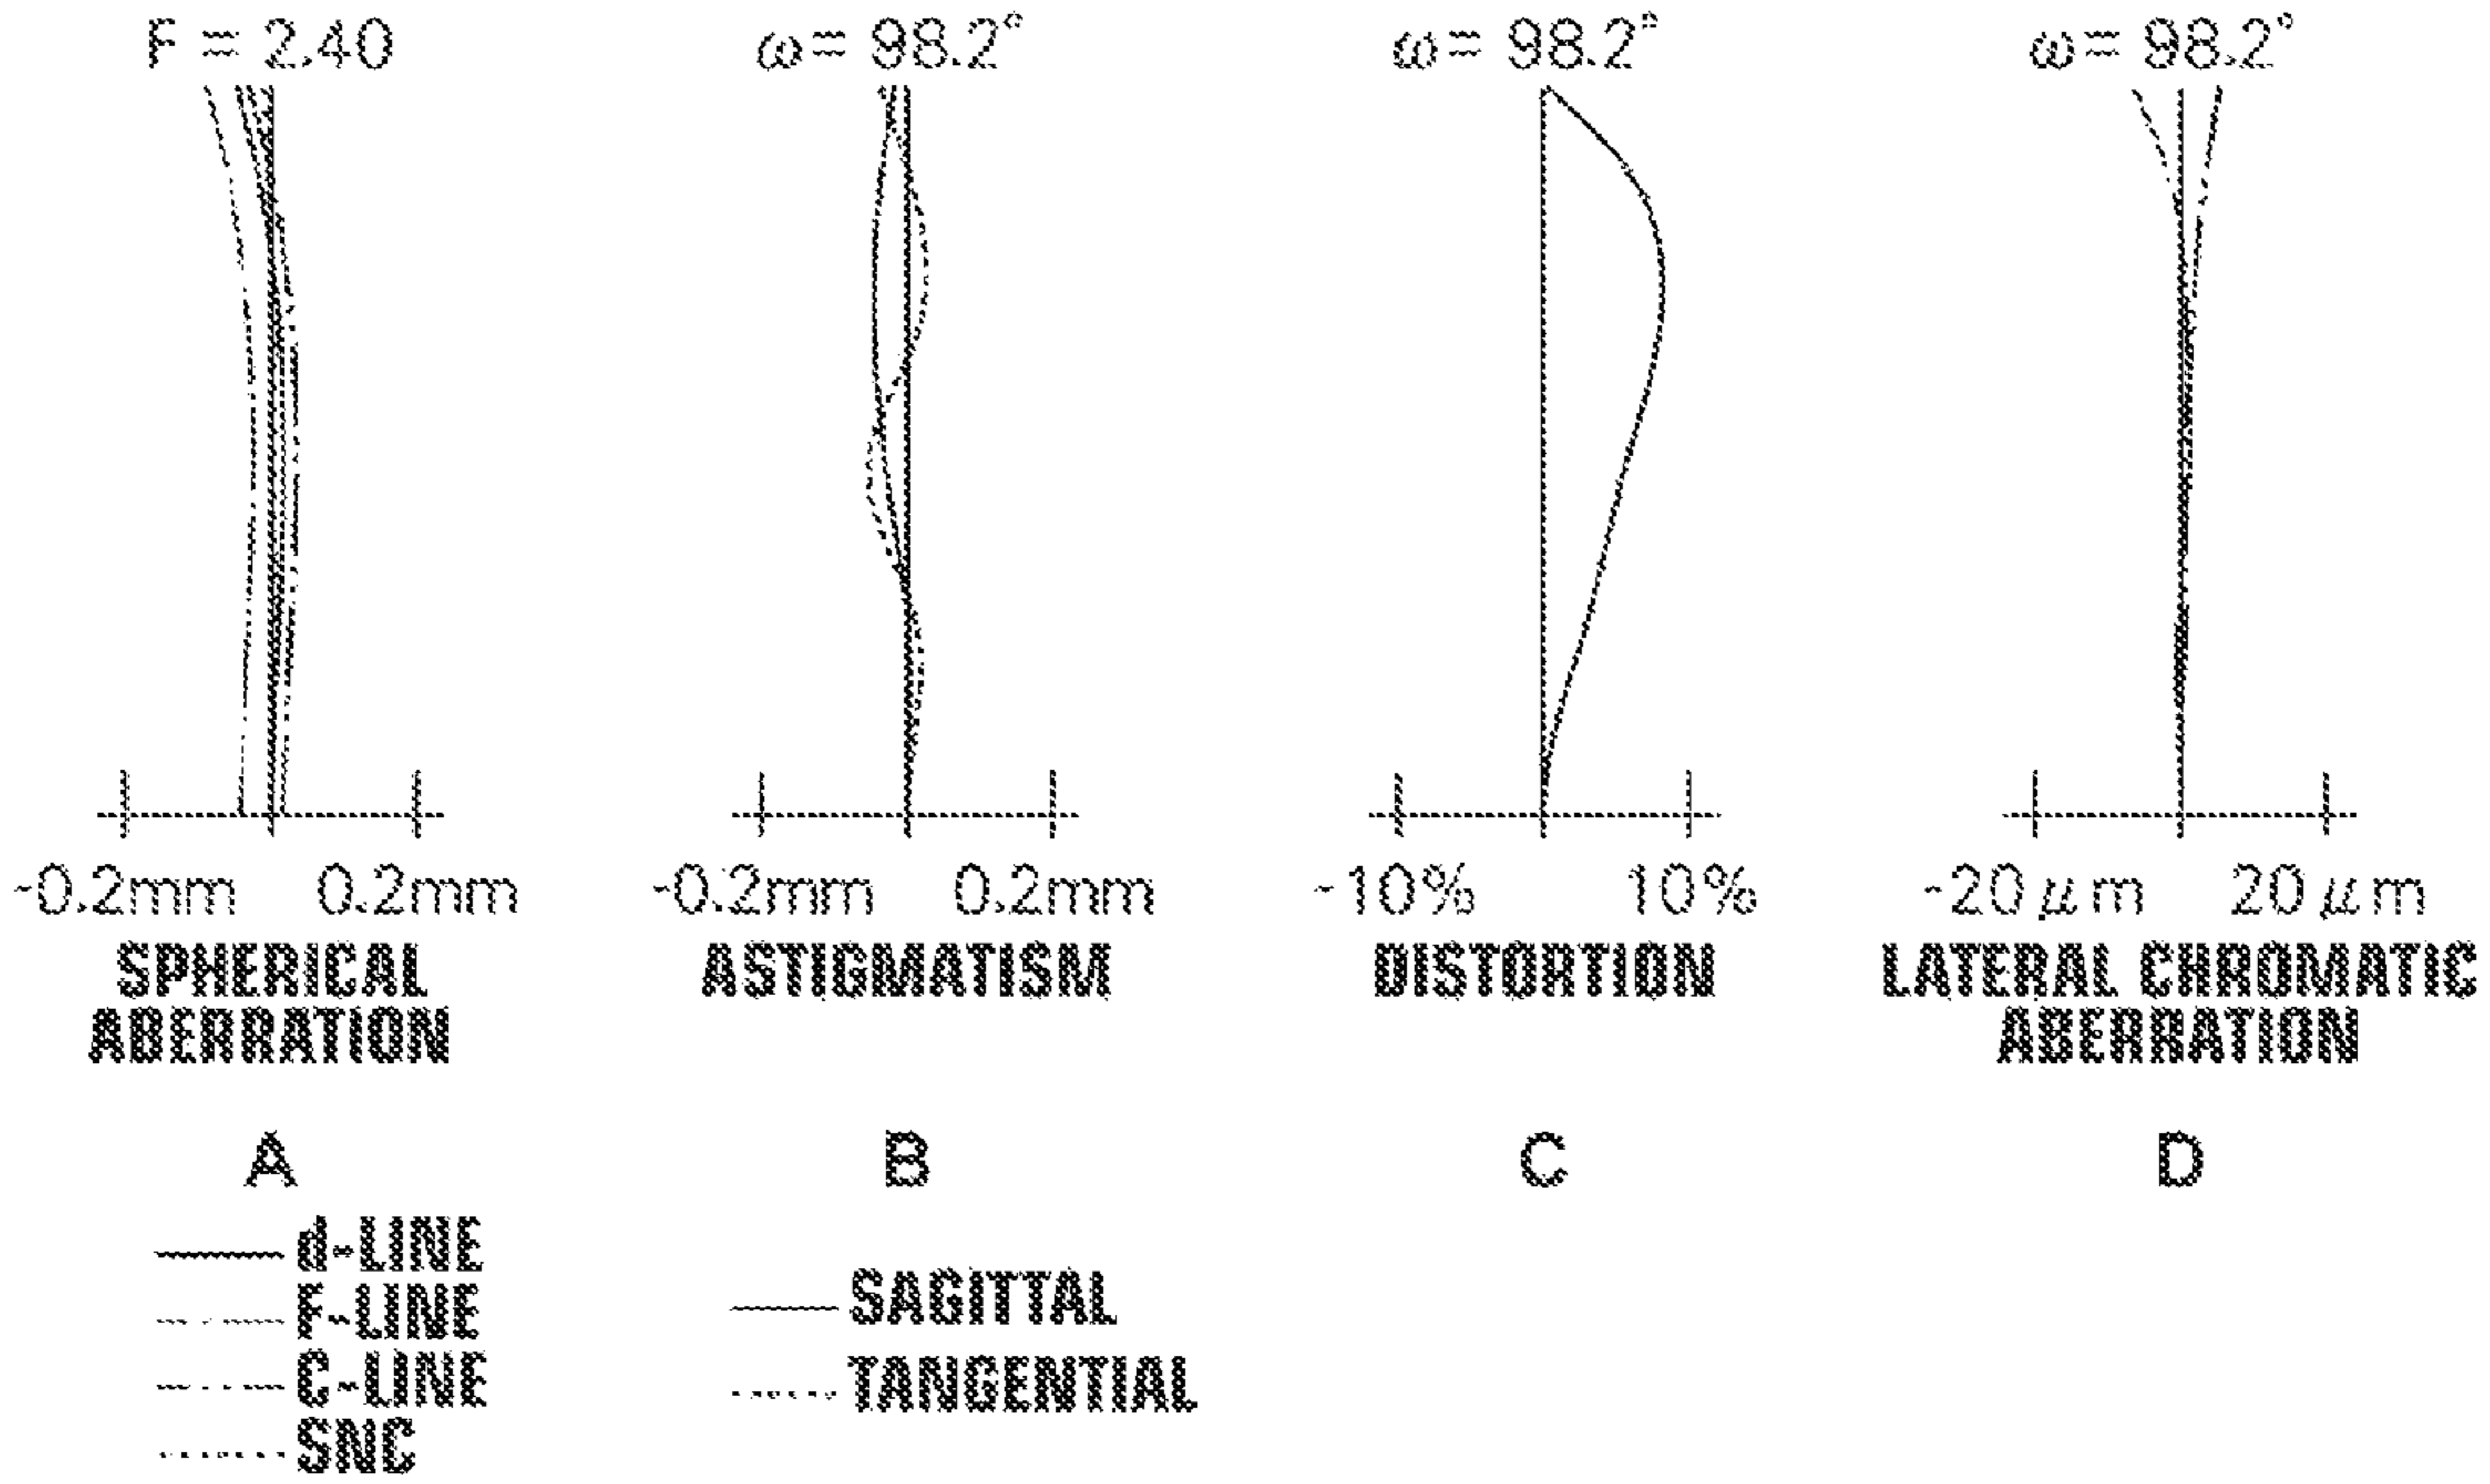 F = 2.40
ω= 98.2°
ω= 98.2°
ω= 98.2°
-0.2mm 0.2mm
-0.2mm 0.2mm
-10% 10%
-20μm 20μm
SPHERICAL
ABERRATION
ASTIGMATISM
DISTORTION
LATERAL CHROMATIC
ABERRATION
A
B
C
D
d-LINE
F-LINE
C-LINE
SNC
SAGITTAL
TANGENTIAL